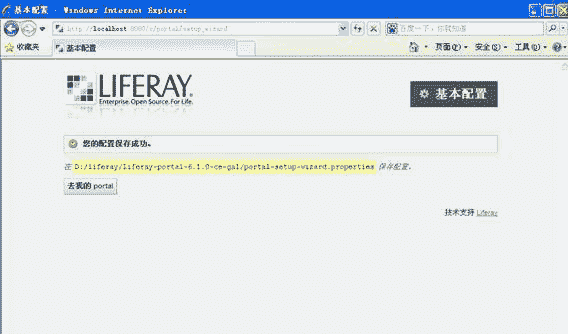 基本配置 - Windows Internet Explorer
http://localhost:8080/c/portal/setup_wizard
百度一下，你就知道
收藏夹
基本配置
页面(P)
安全(S)
工具(O)
LIFERAY.
Enterprise. Open Source. For Life.
基本配置
您的配置保存成功。
在 D:/liferay/liferay-portal-6.1.0-ce-ga1/portal-setup-wizard.properties 保存配置。
去我的 portal
技术支持 Liferay